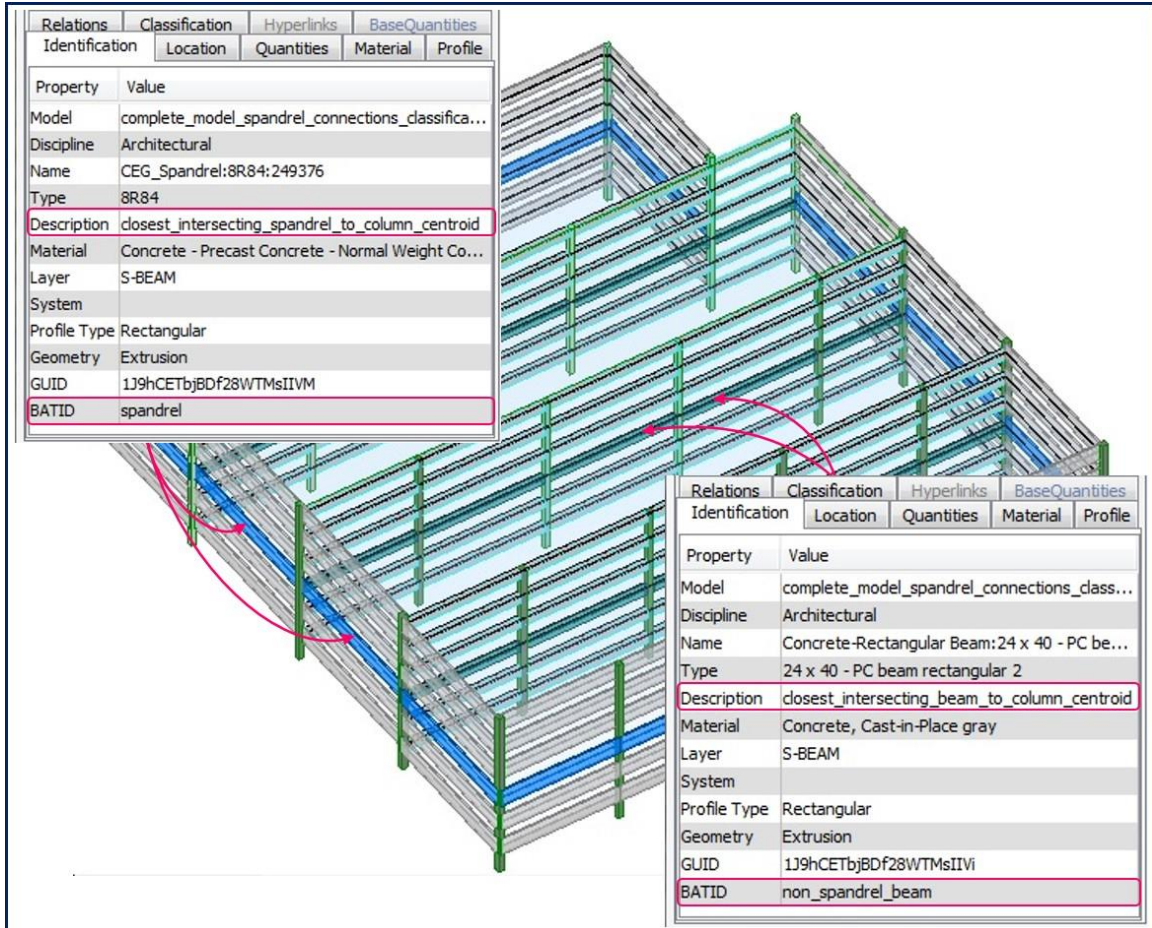 Relations Classification Hyperlinks BaseQuantities
Identification Location Quantities Material Profile
Property Value
Model complete_model_spandrel_connections_classifica...
Discipline Architectural
Name CEG_Spandrel:8R84:249376
Type 8R84
Description closest_intersecting_spandrel_to_column_centroid
Material Concrete - Precast Concrete - Normal Weight Co...
Layer S-BEAM
System
Profile Type Rectangular
Geometry Extrusion
GUID 1J9hCETbjBDf28WTMsIIVM
BATID spandrel
Relations Classification Hyperlinks BaseQuantities
Identification Location Quantities Material Profile
Property Value
Model complete_model_spandrel_connections_class...
Discipline Architectural
Name Concrete-Rectangular Beam:24 x 40 - PC be...
Type 24 x 40 - PC beam rectangular 2
Description closest_intersecting_beam_to_column_centroid
Material Concrete, Cast-in-Place gray
Layer S-BEAM
System
Profile Type Rectangular
Geometry Extrusion
GUID 1J9hCETbjBDf28WTMsIIVi
BATID non_spandrel_beam